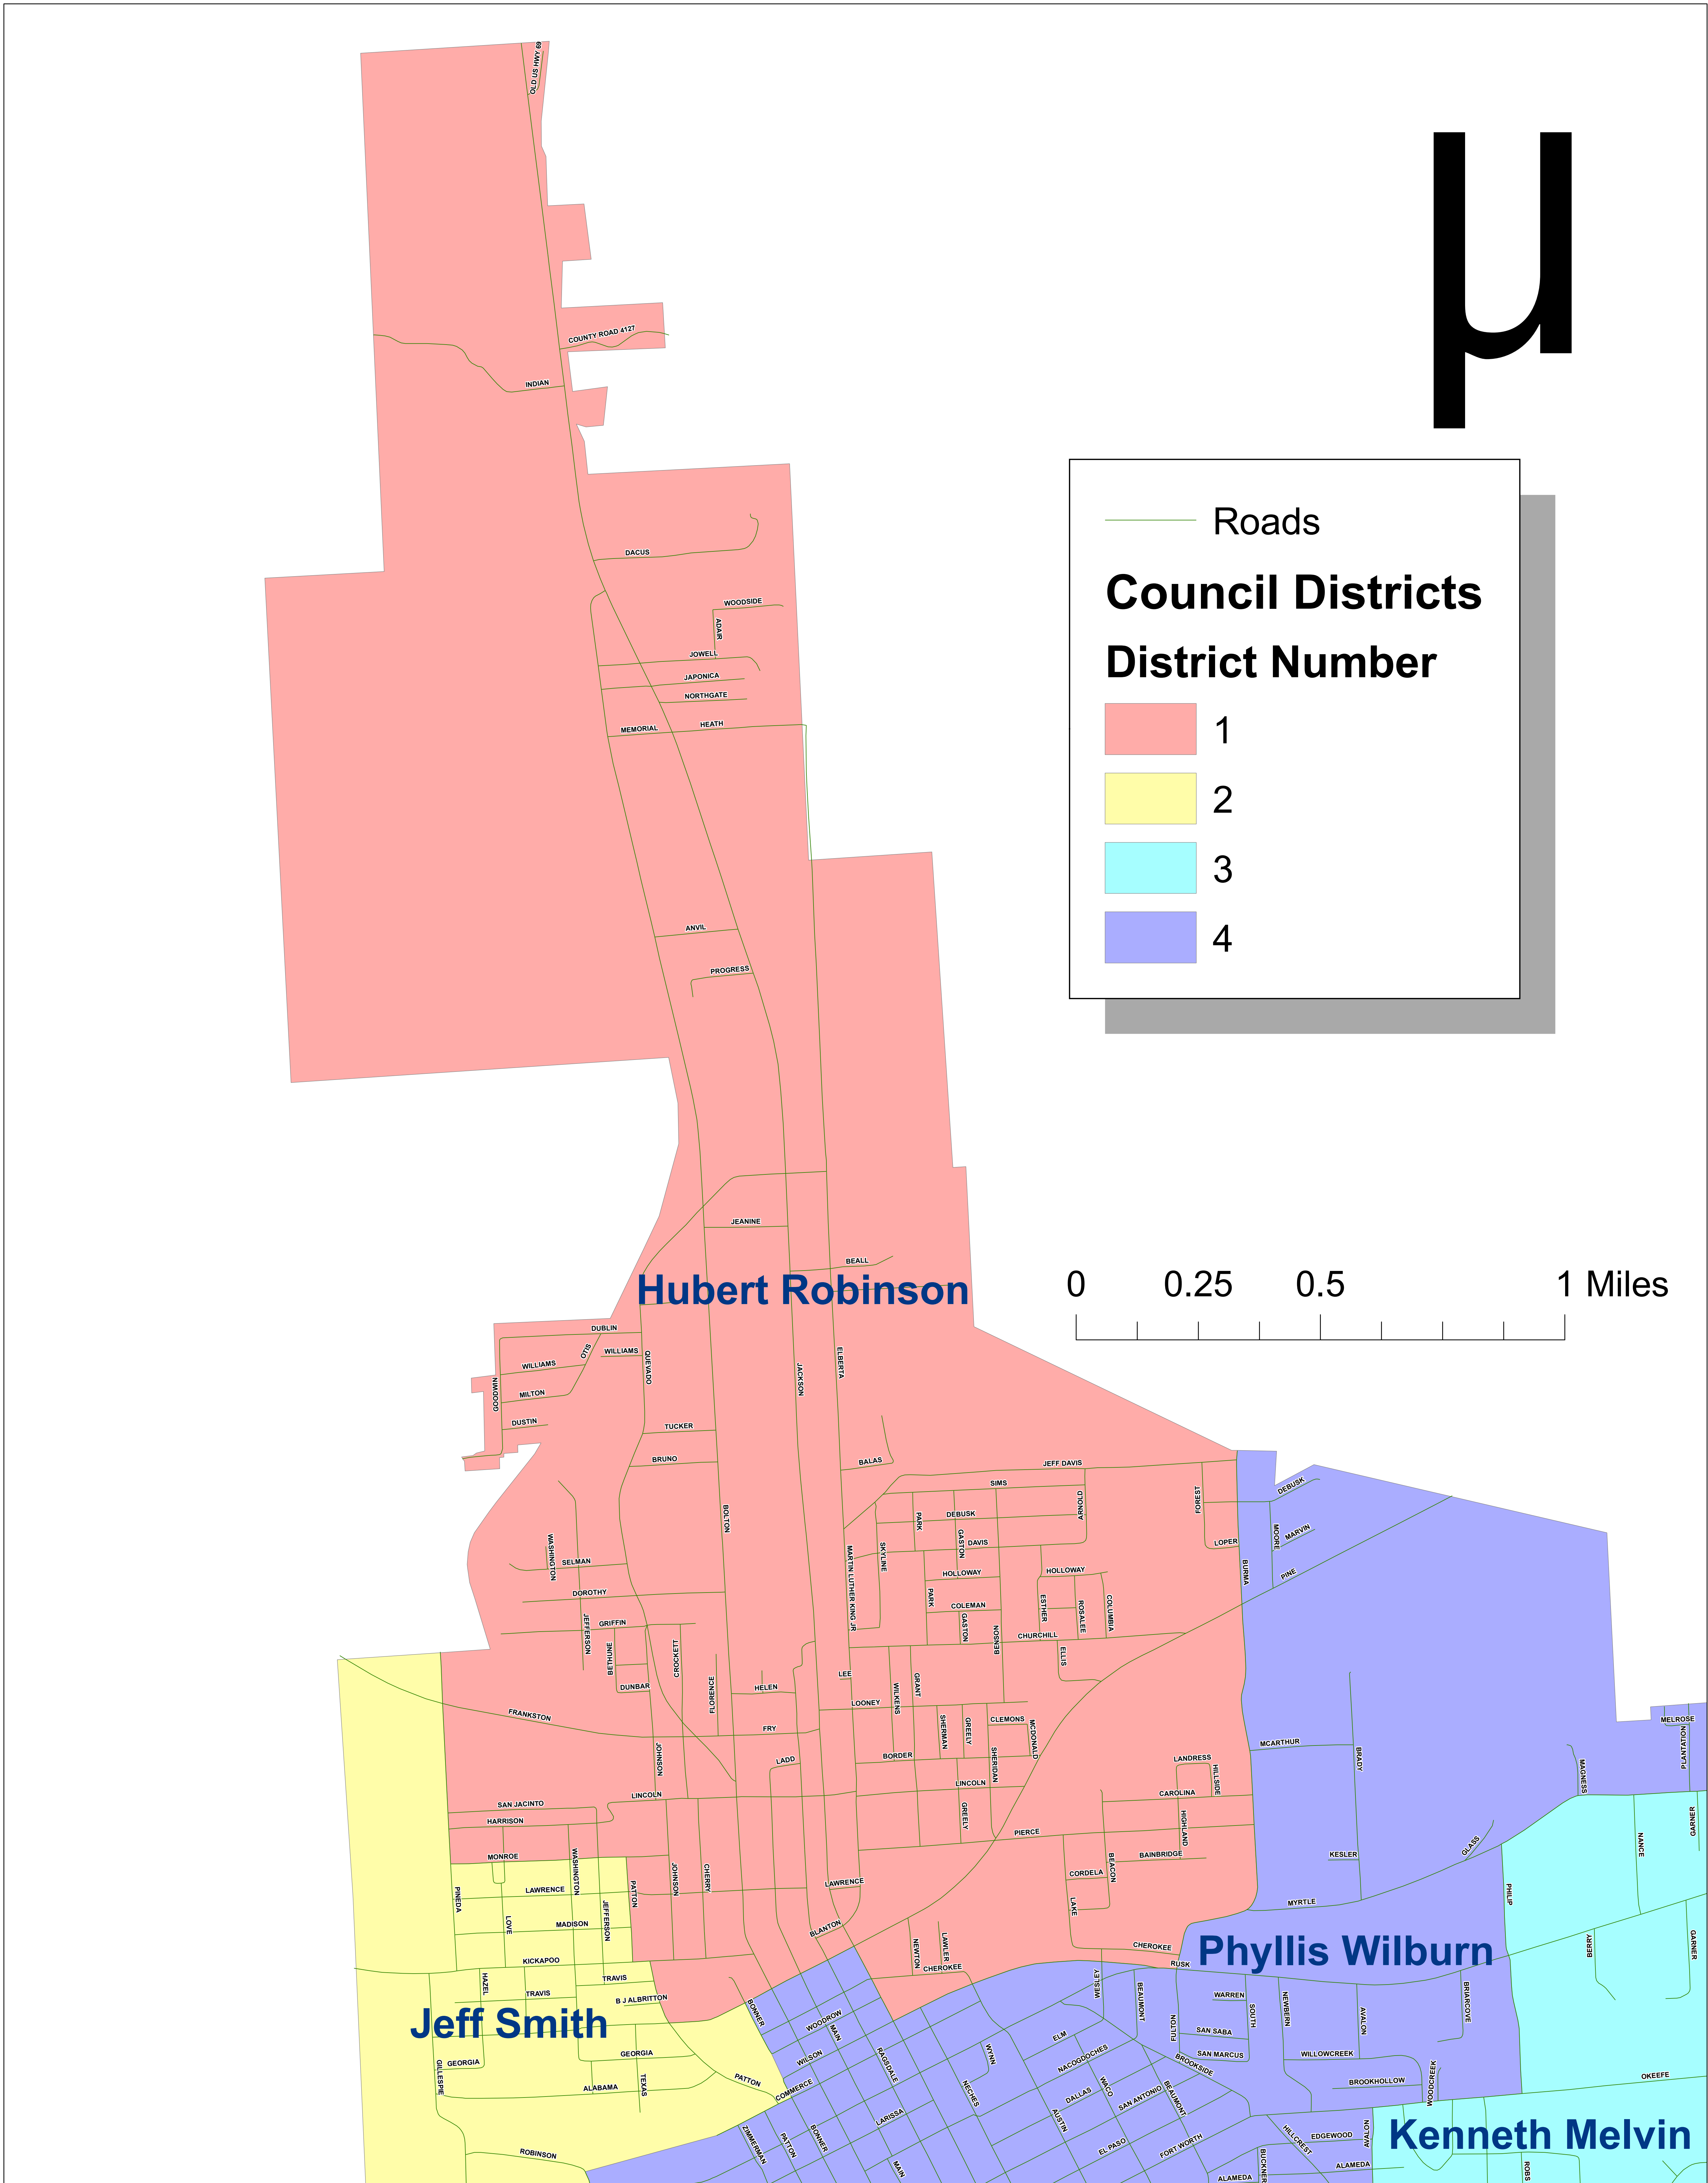 OLD US HWY 69
µ
COUNTY ROAD 4127
INDIAN
Roads
Council Districts
District Number
1
2
3
4
DACUS
WOODSIDE
ADAIR
JOWELL
JAPONICA
NORTHGATE
MEMORIAL
HEATH
ANVIL
PROGRESS
JEANINE
BEALL
Hubert Robinson
0 0.25 0.5 1 Miles
DUBLIN
OTIS
WILLIAMS
WILLIAMS
QUEVADO
MILTON
GOODWIN
DUSTIN
ELBERTA
JACKSON
TUCKER
BRUNO
BALAS
JEFF DAVIS
SIMS
ARNOLD
FOREST
DEBUSK
BOLTON
PARK
DEBUSK
GASTON
DAVIS
LOPER
MOORE
MARVIN
WASHINGTON
SELMAN
MARTIN LUTHER KING JR
SKYLINE
HOLLOWAY
HOLLOWAY
BURMA
PINE
DOROTHY
PARK
COLEMAN
GASTON
ESTHER
ROSALEE
COLUMBIA
JEFFERSON
GRIFFIN
BENSON
CHURCHILL
BETHUNE
CROCKETT
ELLIS
DUNBAR
FLORENCE
HELEN
LEE
WILKENS
GRANT
LOONEY
FRANKSTON
FRY
SHERMAN
GREELY
CLEMONS
MCDONALD
MELROSE
PLANTATION
JOHNSON
LADD
BORDER
SHERIDAN
LANDRESS
HILLSIDE
MCARTHUR
BRADY
MAGNESS
LINCOLN
LINCOLN
CAROLINA
SAN JACINTO
HARRISON
GREELY
PIERCE
HIGHLAND
GARNER
NANCE
GLASS
MONROE
WASHINGTON
BAINBRIDGE
KESLER
JOHNSON
CHERRY
LAWRENCE
CORDELA
BEACON
PINEDA
LAWRENCE
PATTON
LAKE
MYRTLE
PHILIP
LOVE
MADISON
JEFFERSON
BLANTON
NEWTON
LAWLER
CHEROKEE
CHEROKEE
RUSK
Phyllis Wilburn
BERRY
GARNER
KICKAPOO
HAZEL
TRAVIS
TRAVIS
B J ALBRITTON
BONNER
WOODROW
MAIN
WESLEY
BEAUMONT
WARREN
SOUTH
NEWBERN
AVALON
BRIARCOVE
Jeff Smith
FULTON
SAN SABA
SAN MARCUS
ELM
WYNN
NACOGDOCHES
BROOKSIDE
WILLOWCREEK
GEORGIA
GEORGIA
WILSON
RAGSDALE
GILLESPIE
TEXAS
PATTON
COMMERCE
NECHES
DALLAS
WACO
SAN ANTONIO
BEAUMONT
BROOKHOLLOW
WOODCREEK
OKEEFE
ALABAMA
LARISSA
AUSTIN
Kenneth Melvin
ZIMMERMAN
PATTON
BONNER
MAIN
EL PASO
FORT WORTH
HILLCREST
EDGEWOOD
AVALON
ROBINSON
BUCKNER
ALAMEDA
ALAMEDA
ROBS